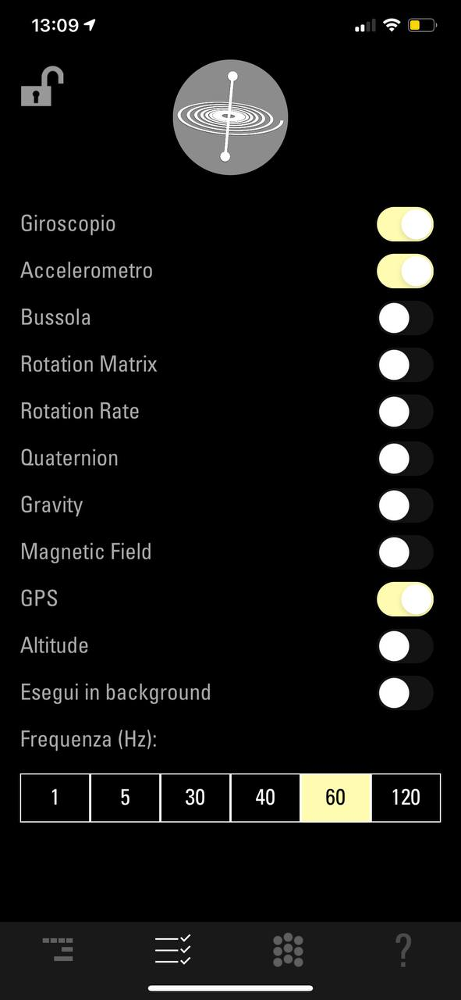 13:09
Giroscopio
Accelerometro
Bussola
Rotation Matrix
Rotation Rate
Quaternion
Gravity
Magnetic Field
GPS
Altitude
Esegui in background
Frequenza (Hz):
1 5 30 40 60 120
?